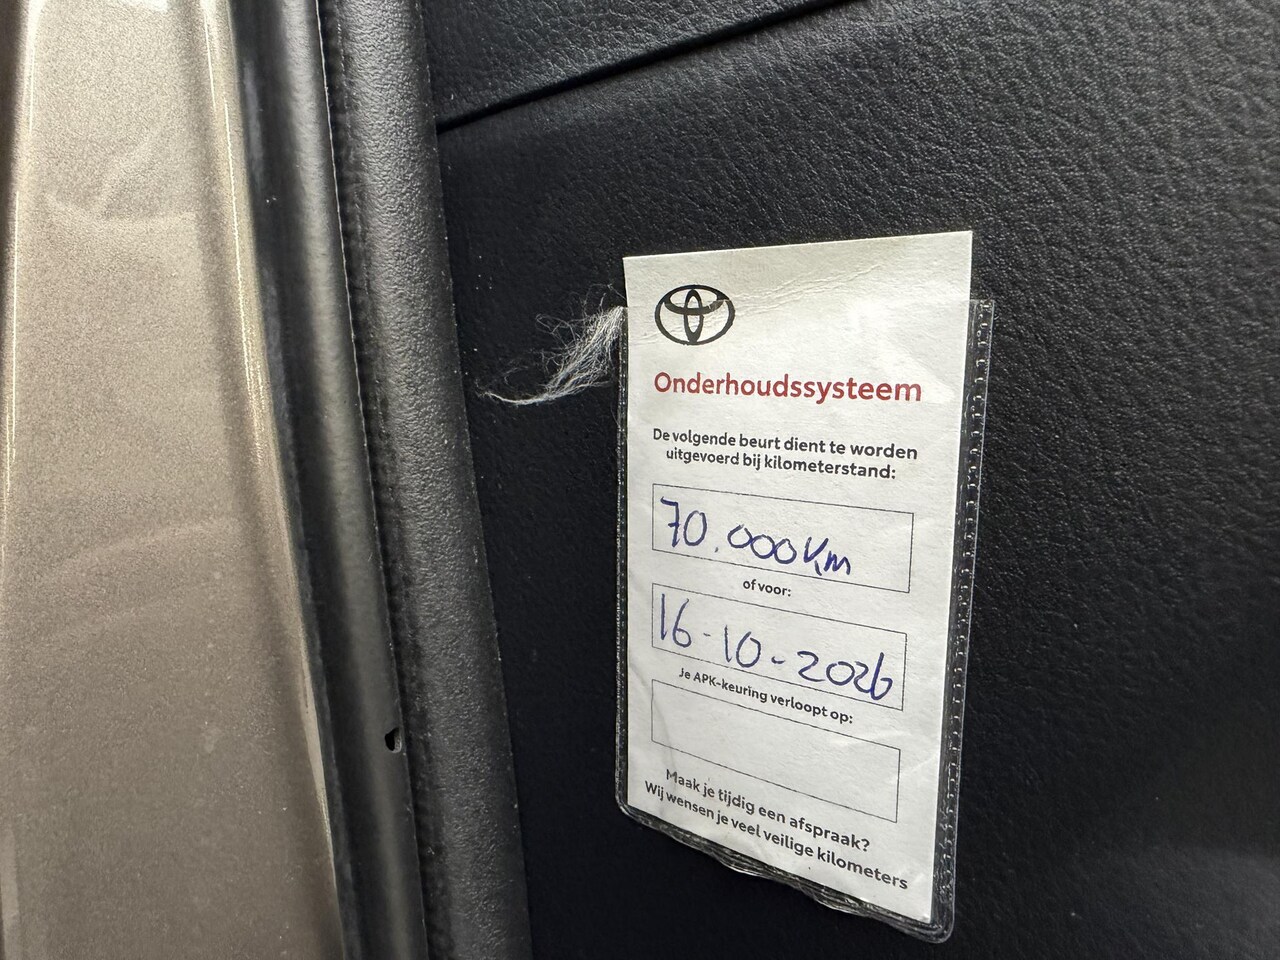 Onderhoudssysteem
De volgende beurt dient te worden
uitgevoerd bij kilometerstand:
70.000Km
of voor:
16-10-2026
Je APK-keuring verloopt op:
Maak je tijdig een afspraak?
Wij wensen je veel veilige kilometers